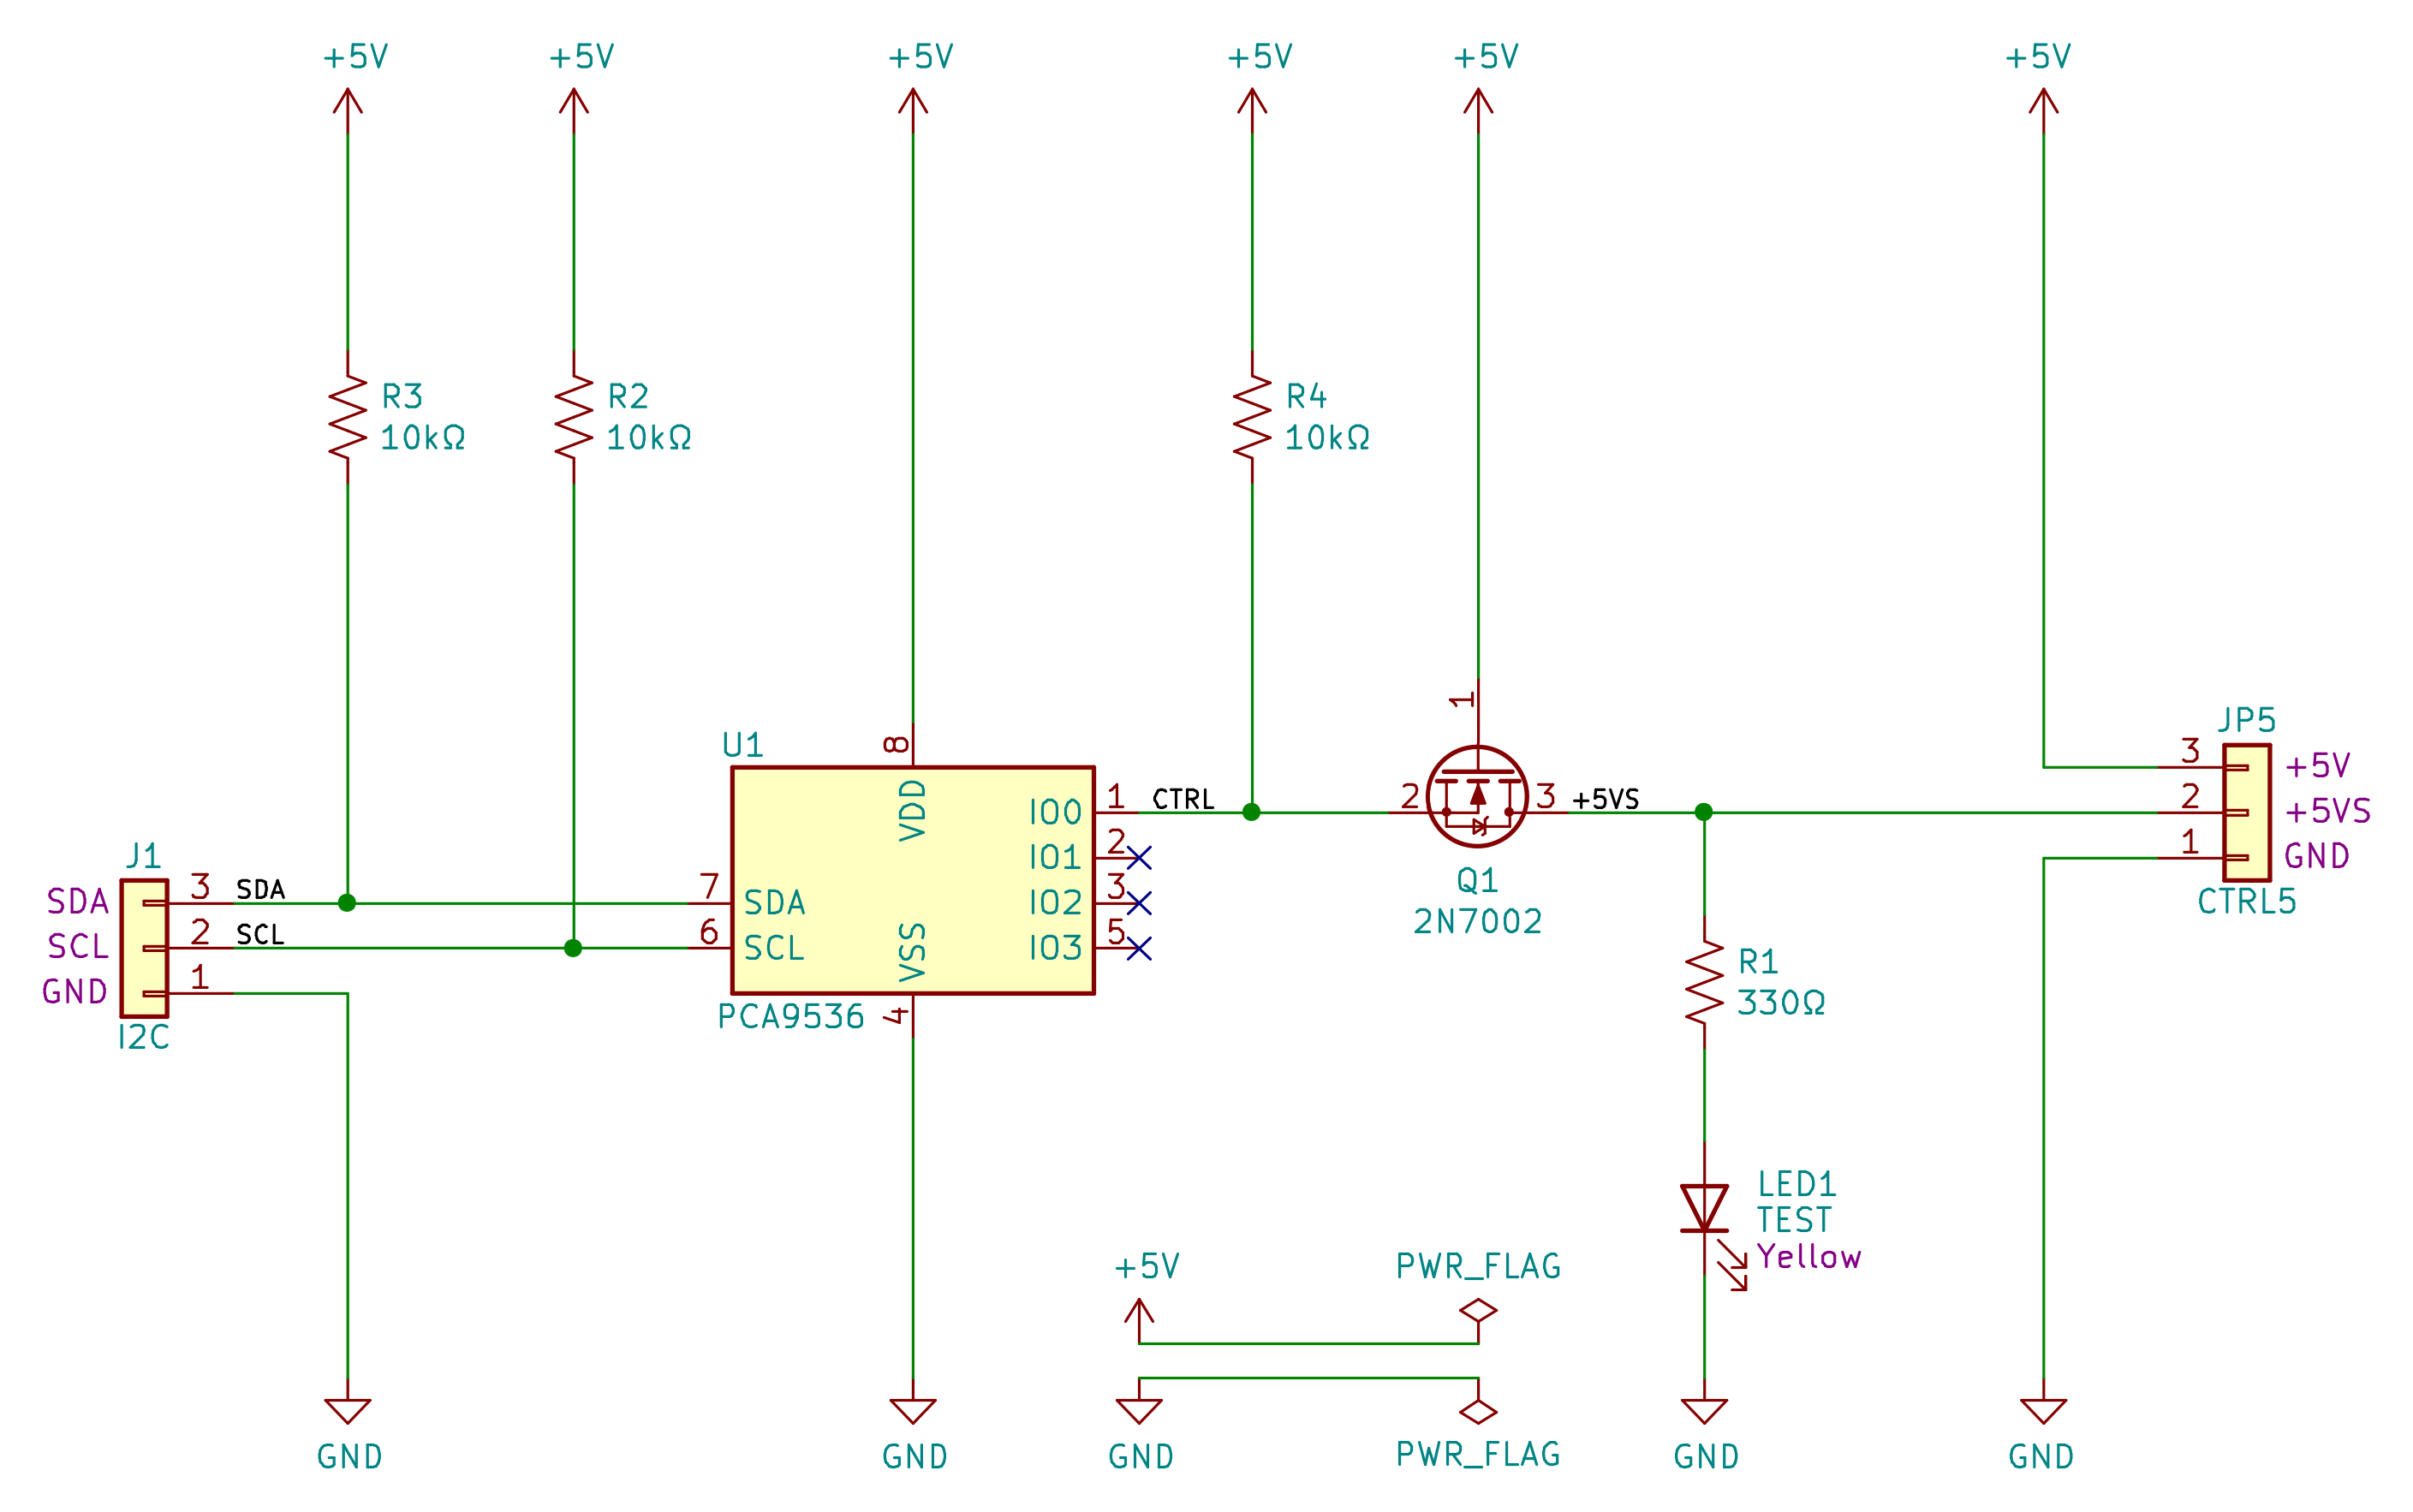 +5V
+5V
+5V
+5V
+5V
+5V
R3
10kΩ
R2
10kΩ
R4
10kΩ
1
JP5
3
+5V
2
+5VS
1
GND
CTRL5
U1
8
VDD
IO0
1
CTRL
2
3
+5VS
IO1
2
IO2
3
IO3
5
Q1
2N7002
J1
SDA
3
SDA
7
SDA
SCL
2
SCL
6
SCL
GND
1
I2C
VSS
PCA9536
4
R1
330Ω
LED1
TEST
Yellow
+5V
PWR_FLAG
GND
GND
GND
PWR_FLAG
GND
GND